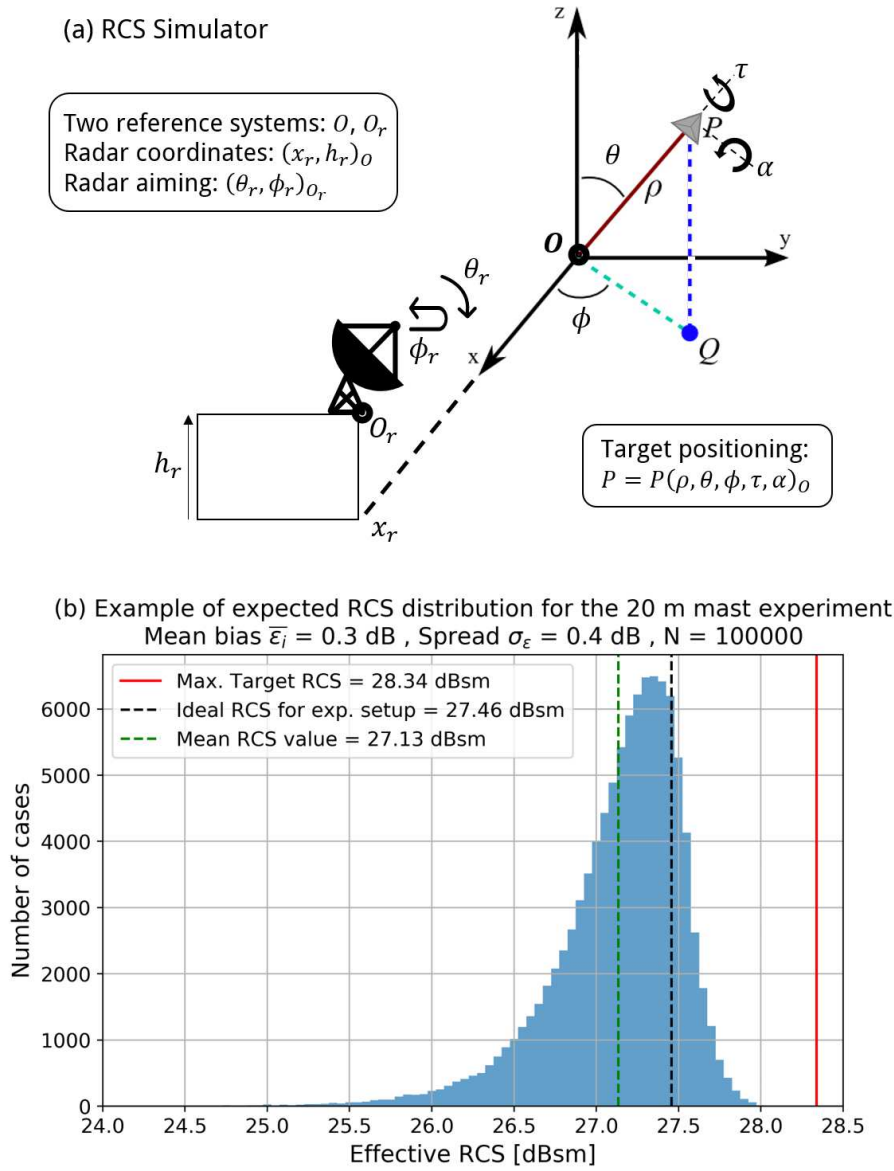 (a) RCS Simulator
Two reference systems: O, O_r
Radar coordinates: (x_r, h_r)_O
Radar aiming: (θ_r, ϕ_r)_{O_r}
z
τ
P
α
θ
ρ
O
y
θ_r
ϕ
x
ϕ_r
Q
O_r
h_r
x_r
Target positioning:
P = P(ρ, θ, ϕ, τ, α)_O
(b) Example of expected RCS distribution for the 20 m mast experiment
Mean bias \overline{ε_i} = 0.3 dB , Spread σ_ε = 0.4 dB , N = 100000
Max. Target RCS = 28.34 dBsm
Ideal RCS for exp. setup = 27.46 dBsm
Mean RCS value = 27.13 dBsm
Number of cases
6000
5000
4000
3000
2000
1000
0
24.0 24.5 25.0 25.5 26.0 26.5 27.0 27.5 28.0 28.5
Effective RCS [dBsm]